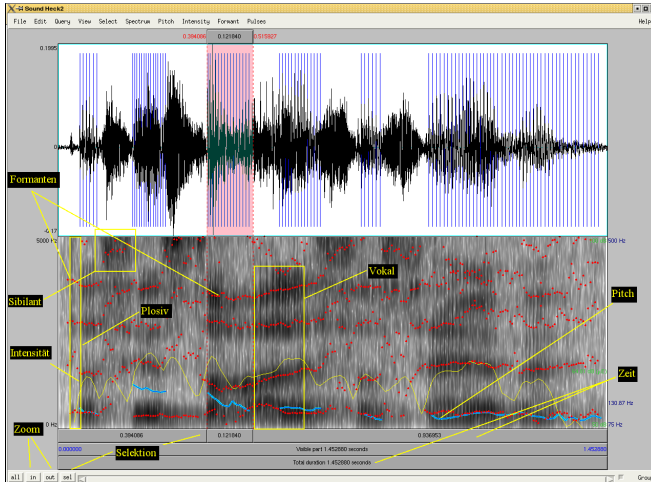 Sound Heck2
File Edit Query View Select Spectrum Pitch Intensity Formant Pulses Help
0.394086 0.121840 0.515927
0.1985
0
-0.17
Formanten
5000 Hz 500 Hz
Sibilant
Plosiv
Vokal
Pitch
Intensität
Zeit
130.87 Hz
0 Hz 75 Hz
0.394086 0.121840 0.936953
Zoom
Selektion
0.000000 Visible part 1.452880 seconds 1.452880
Total duration 1.452880 seconds
all in out sel Grou